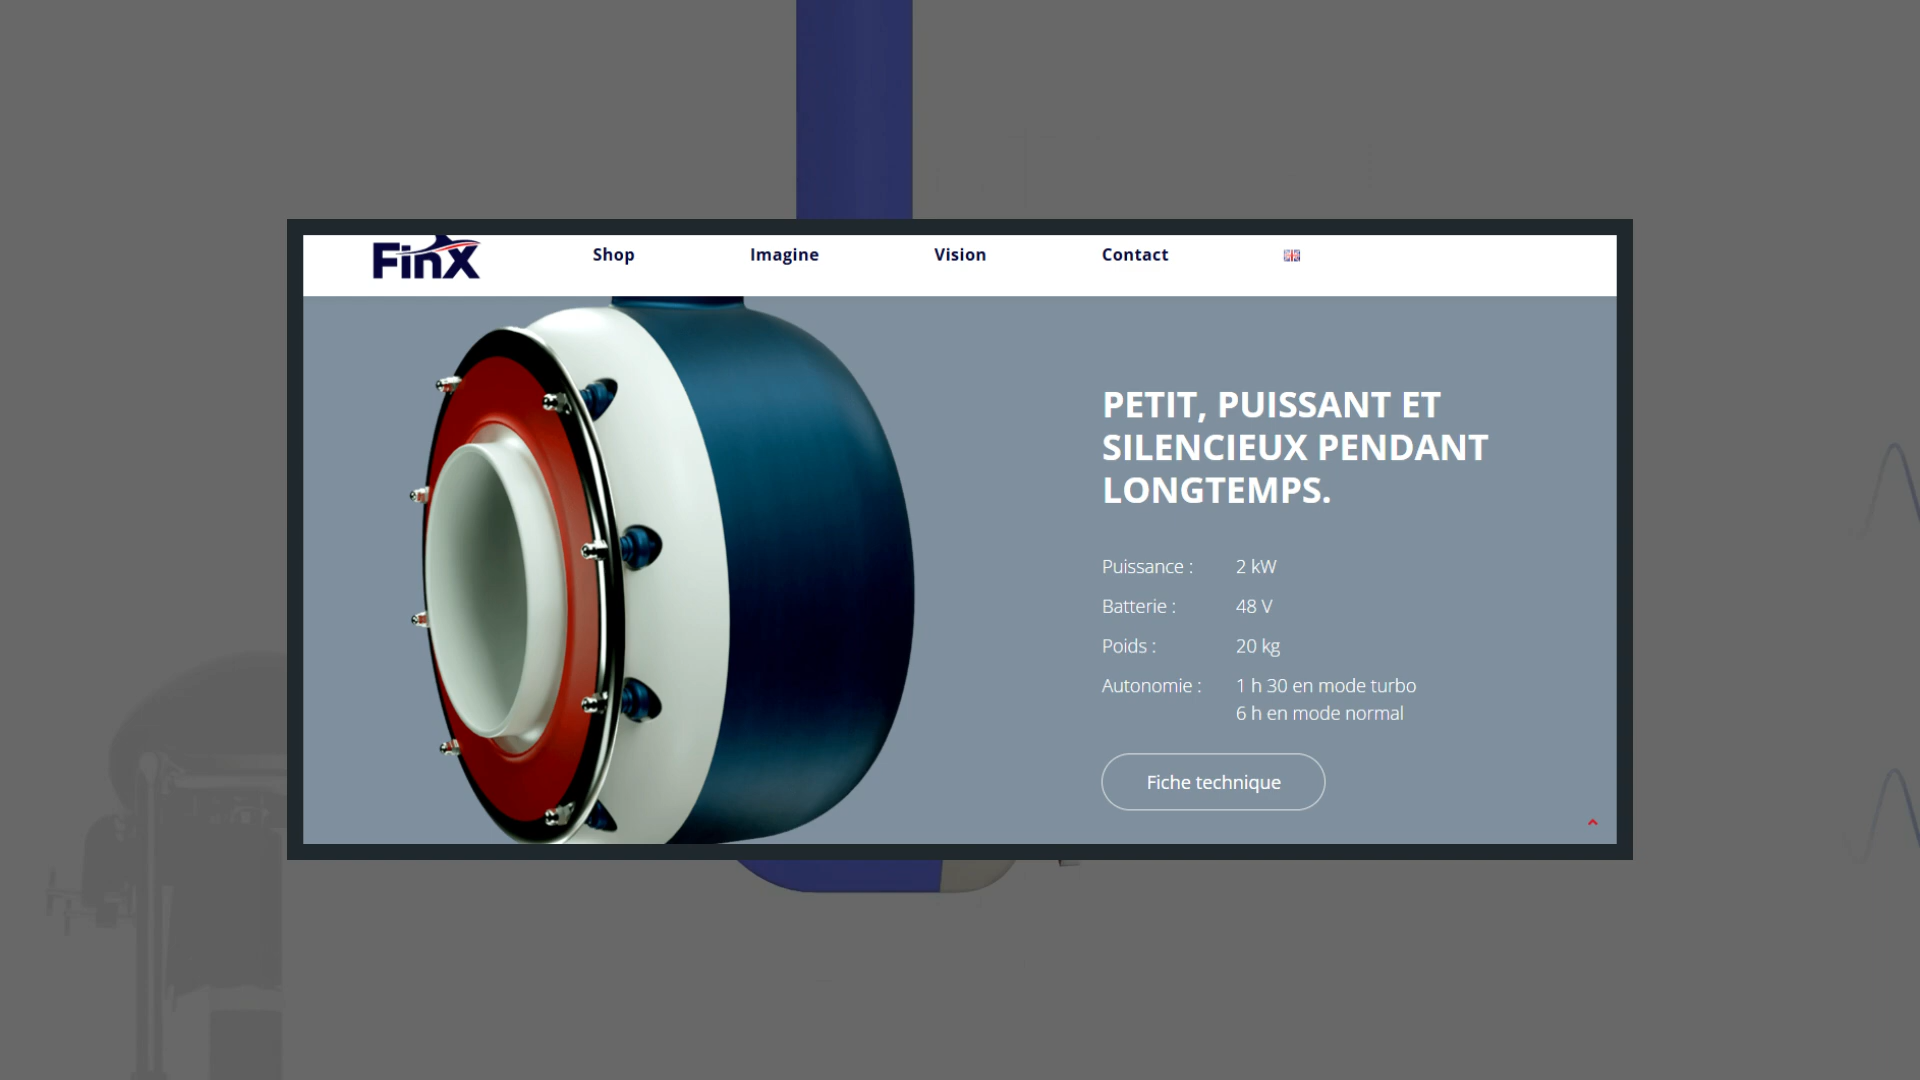 FinX
Shop
Imagine
Vision
Contact
PETIT, PUISSANT ET
SILENCIEUX PENDANT
LONGTEMPS.
Puissance : 2 kW
Batterie : 48 V
Poids : 20 kg
Autonomie : 1 h 30 en mode turbo
6 h en mode normal
Fiche technique